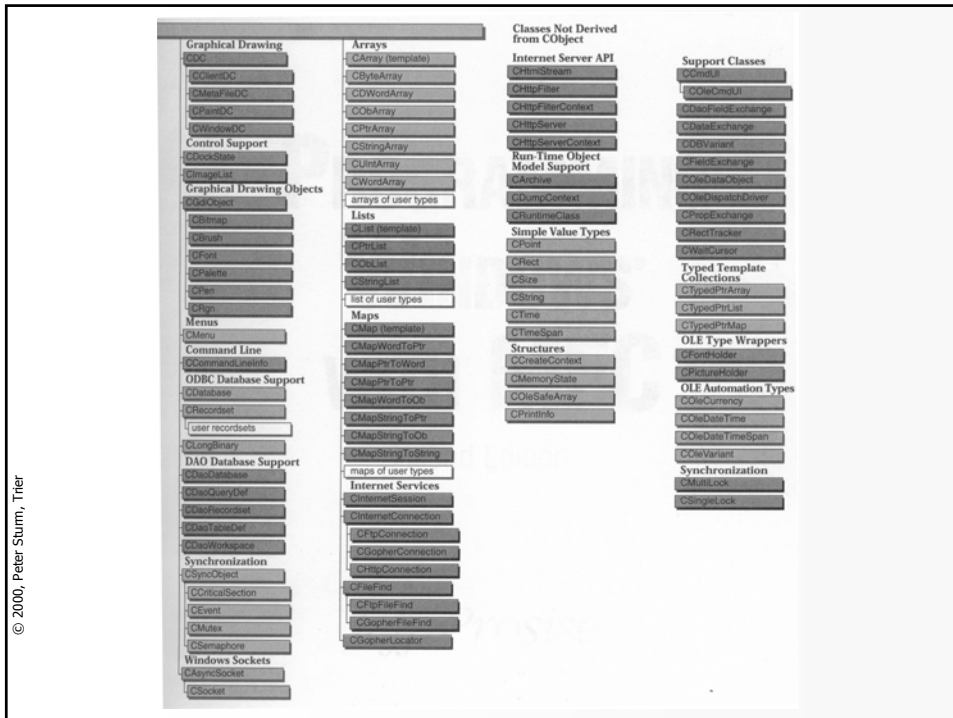 Graphical Drawing
CDC
CClientDC
CMetaFileDC
CPaintDC
CWindowDC
Control Support
CDockState
CImageList
Graphical Drawing Objects
CGdiObject
CBitmap
CBrush
CFont
CPalette
CPen
CRgn
Menus
CMenu
Command Line
CCommandLineInfo
ODBC Database Support
CDatabase
CRecordset
user recordsets
CLongBinary
DAO Database Support
CDaoDatabase
CDaoQueryDef
CDaoRecordset
CDaoTableDef
CDaoWorkspace
Synchronization
CSyncObject
CCriticalSection
CEvent
CMutex
CSemaphore
Windows Sockets
CAsyncSocket
CSocket
Arrays
CArray (template)
CByteArray
CDWordArray
CObArray
CPtrArray
CStringArray
CUIntArray
CWordArray
arrays of user types
Lists
CList (template)
CPtrList
CObList
CStringList
list of user types
Maps
CMap (template)
CMapWordToPtr
CMapPtrToWord
CMapPtrToPtr
CMapWordToOb
CMapStringToPtr
CMapStringToOb
CMapStringToString
maps of user types
Internet Services
CInternetSession
CInternetConnection
CFtpConnection
CGopherConnection
CHttpConnection
CFileFind
CFtpFileFind
CGopherFileFind
CGopherLocator
Classes Not Derived
from CObject
Internet Server API
CHtmlStream
CHttpFilter
CHttpFilterContext
CHttpServer
CHttpServerContext
Run-Time Object
Model Support
CArchive
CDumpContext
CRuntimeClass
Simple Value Types
CPoint
CRect
CSize
CString
CTime
CTimeSpan
Structures
CCreateContext
CMemoryState
COleSafeArray
CPrintInfo
Support Classes
CCmdUI
COleCmdUI
CDaoFieldExchange
CDataExchange
CDBVariant
CFieldExchange
COleDataObject
COleDispatchDriver
CPropExchange
CRectTracker
CWaitCursor
Typed Template
Collections
CTypedPtrArray
CTypedPtrList
CTypedPtrMap
OLE Type Wrappers
CFontHolder
CPictureHolder
OLE Automation Types
COleCurrency
COleDateTime
COleDateTimeSpan
COleVariant
Synchronization
CMultiLock
CSingleLock
© 2000, Peter Sturm, Trier